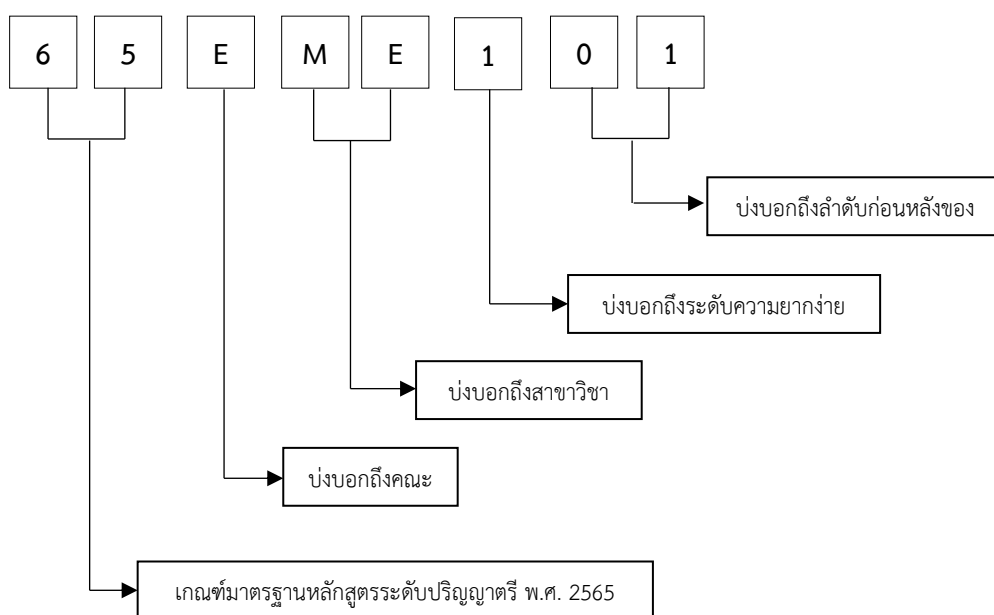 6 5 E M E 1 0 1
บ่งบอกถึงลำดับก่อนหลังของ
บ่งบอกถึงระดับความยากง่าย
บ่งบอกถึงสาขาวิชา
บ่งบอกถึงคณะ
เกณฑ์มาตรฐานหลักสูตรระดับปริญญาตรี พ.ศ. 2565